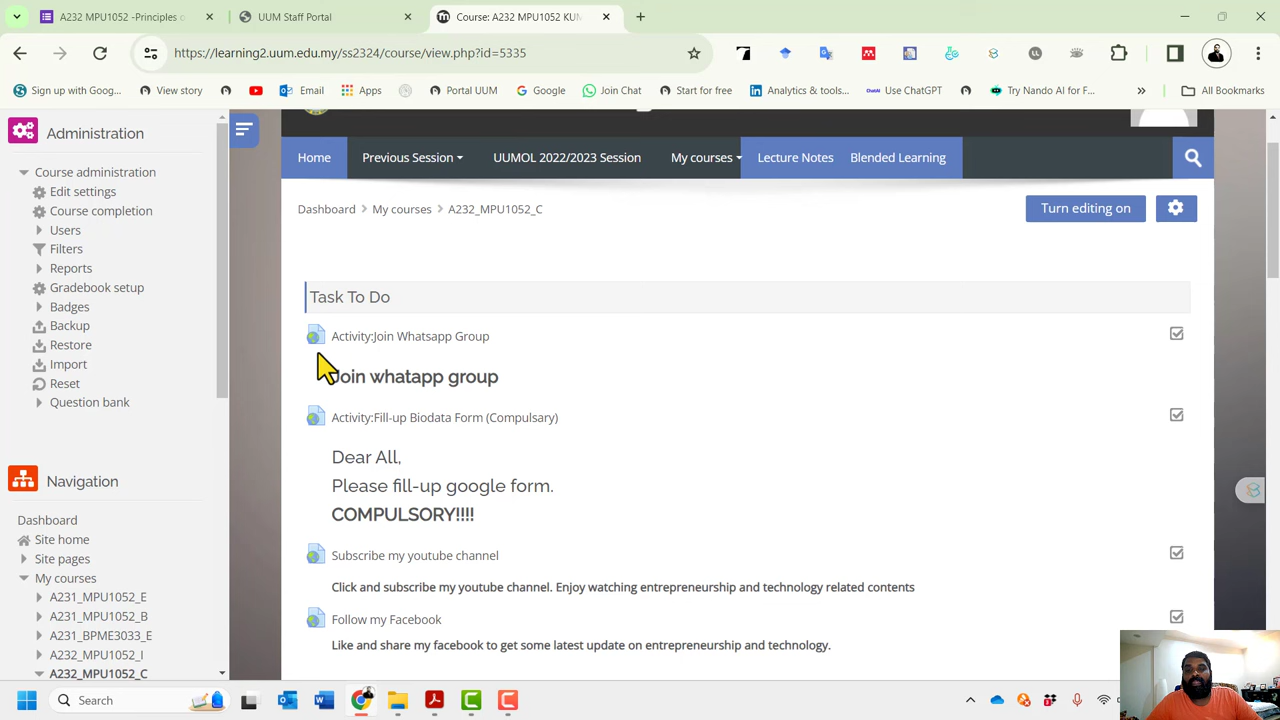 A232 MPU1052 -Principles o
UUM Staff Portal
Course: A232 MPU1052 KUM
https://learning2.uum.edu.my/ss2324/course/view.php?id=5335
Sign up with Goog...
View story
Email
Apps
Portal UUM
Google
Join Chat
Start for free
Analytics & tools...
ChatAI
Use ChatGPT
Try Nando AI for f...
»
All Bookmarks
Administration
Course administration
Edit settings
Course completion
Users
Filters
Reports
Gradebook setup
Badges
Backup
Restore
Import
Reset
Question bank
Navigation
Dashboard
Site home
Site pages
My courses
A231_MPU1052_E
A231_MPU1052_B
A231_BPME3033_E
A232_MPU1052_I
A232_MPU1052_C
Home
Previous Session
UUMOL 2022/2023 Session
My courses
Lecture Notes
Blended Learning
Dashboard
My courses
A232_MPU1052_C
Turn editing on
Task To Do
Activity:Join Whatsapp Group
Join whatapp group
Activity:Fill-up Biodata Form (Compulsary)
Dear All,
Please fill-up google form.
COMPULSORY!!!!
Subscribe my youtube channel
Click and subscribe my youtube channel. Enjoy watching entrepreneurship and technology related contents
Follow my Facebook
Like and share my facebook to get some latest update on entrepreneurship and technology.
Search